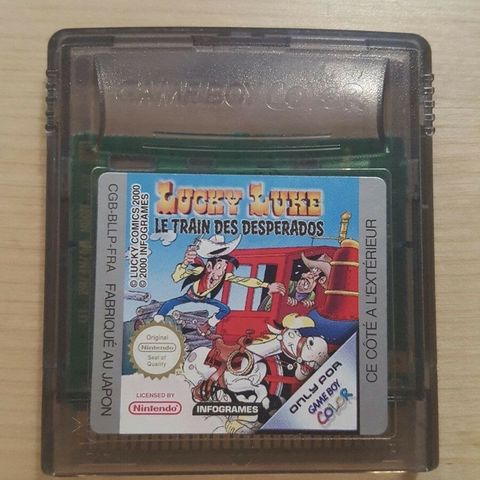 GAME BOY COLOR
LUCKY LUKE
LE TRAIN DES DESPERADOS
CGB-BLLP-FRA FABRIQUÉ AU JAPON
© LUCKY COMICS 2000
© 2000 INFOGRAMES
CE CÔTÉ A L'EXTÉRIEUR
Original
Nintendo
Seal of
Quality
LICENSED BY
Nintendo
INFOGRAMES
ONLY FOR
GAME BOY
COLOR